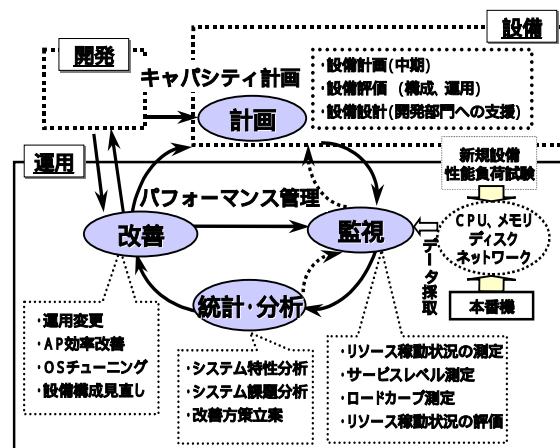 設備
開発
キャパシティ計画
・設備計画(中期)
・設備評価 (構成、運用)
・設備設計(開発部門への支援)
計画
運用
新規設備
性能負荷試験
パフォーマンス管理
改善
監視
CPU、メモリ
ディスク
ネットワーク
データ採取
本番機
統計・分析
・運用変更
・AP効率改善
・OSチューニング
・設備構成見直し
・システム特性分析
・システム課題分析
・改善方策立案
・リソース稼動状況の測定
・サービスレベル測定
・ロードカーブ測定
・リソース稼動状況の評価